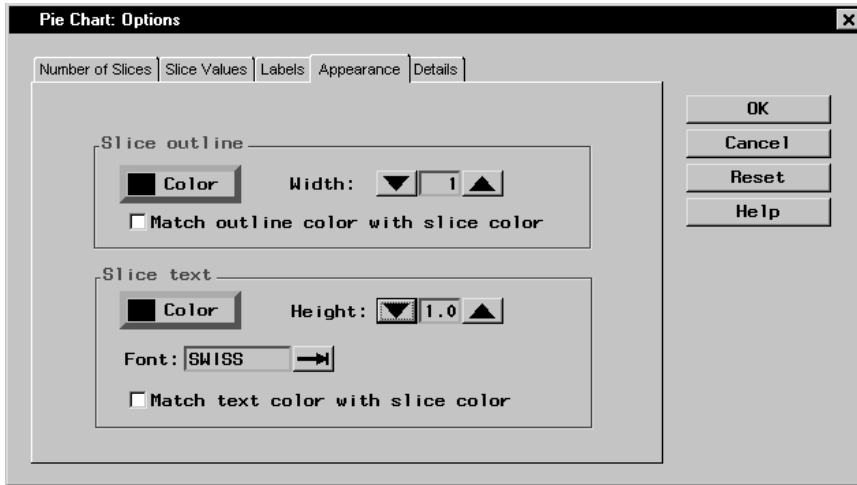 Pie Chart: Options
Number of Slices Slice Values Labels Appearance Details
OK
Cancel
Reset
Help
Slice outline
Color Width: 1
Match outline color with slice color
Slice text
Color Height: 1.0
Font: SWISS
Match text color with slice color